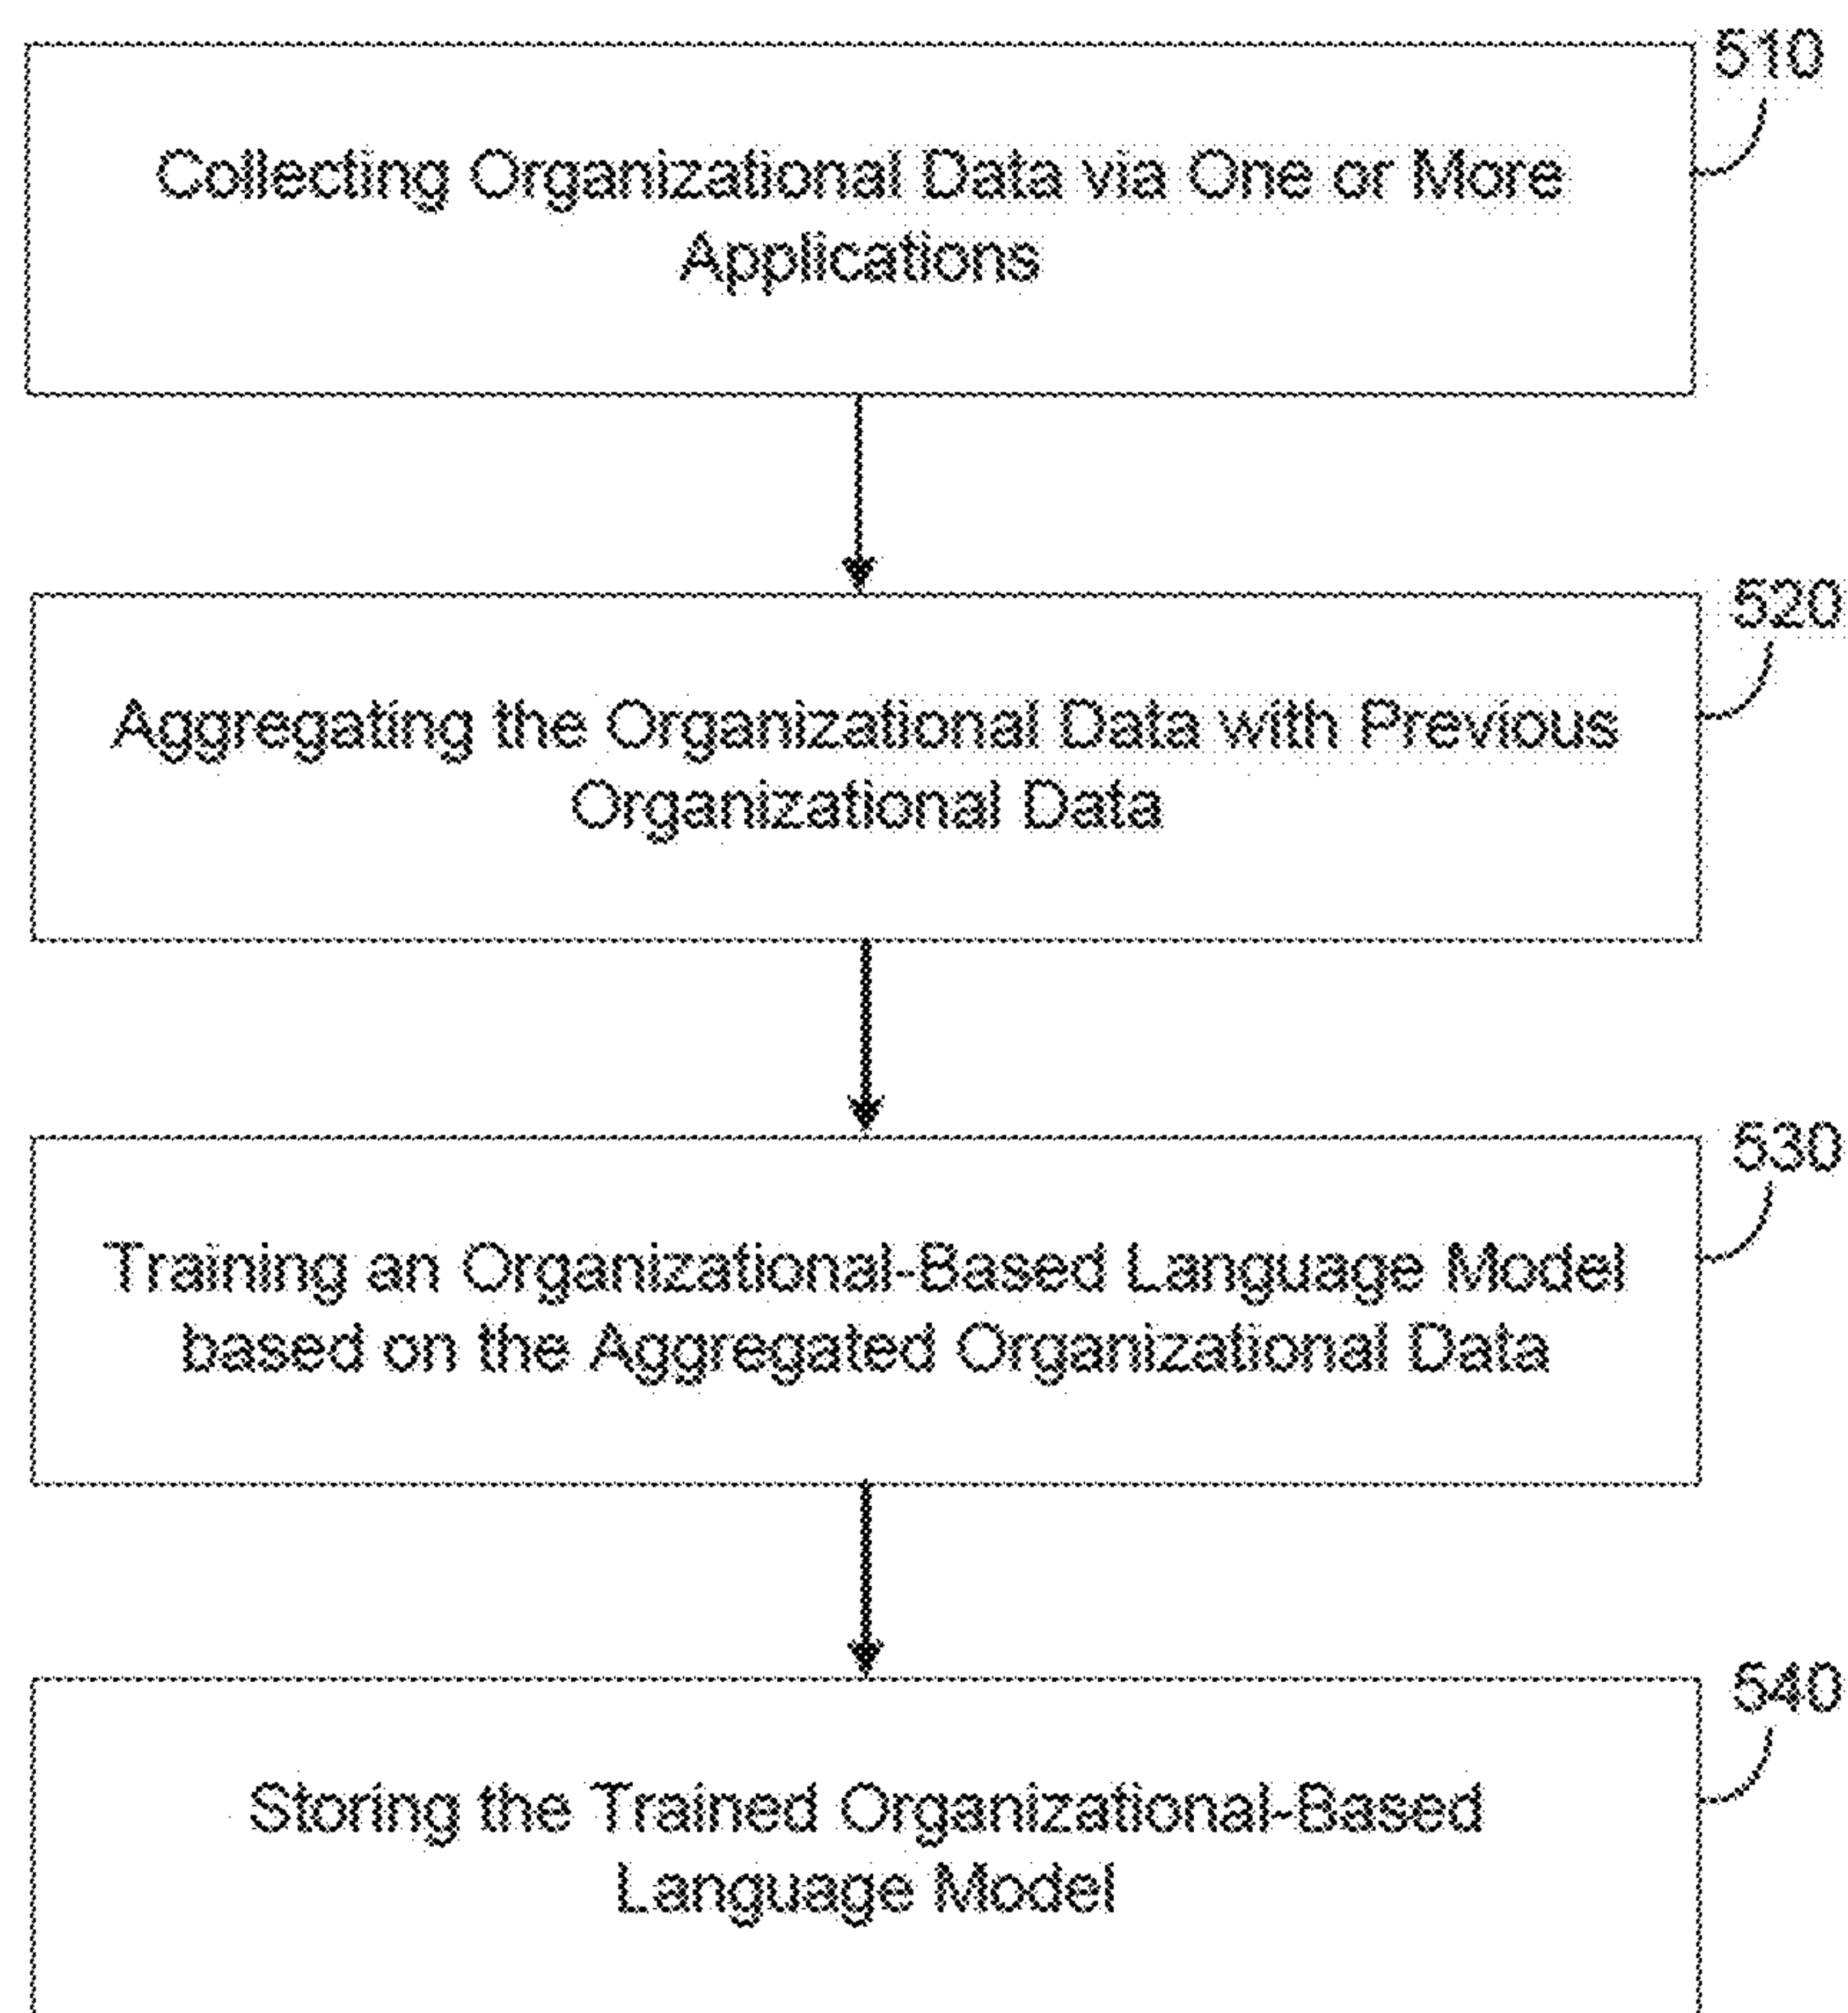 510
Collecting Organizational Data via One or More
Applications
520
Aggregating the Organizational Data with Previous
Organizational Data
530
Training an Organizational-Based Language Model
based on the Aggregated Organizational Data
540
Storing the Trained Organizational-Based
Language Model